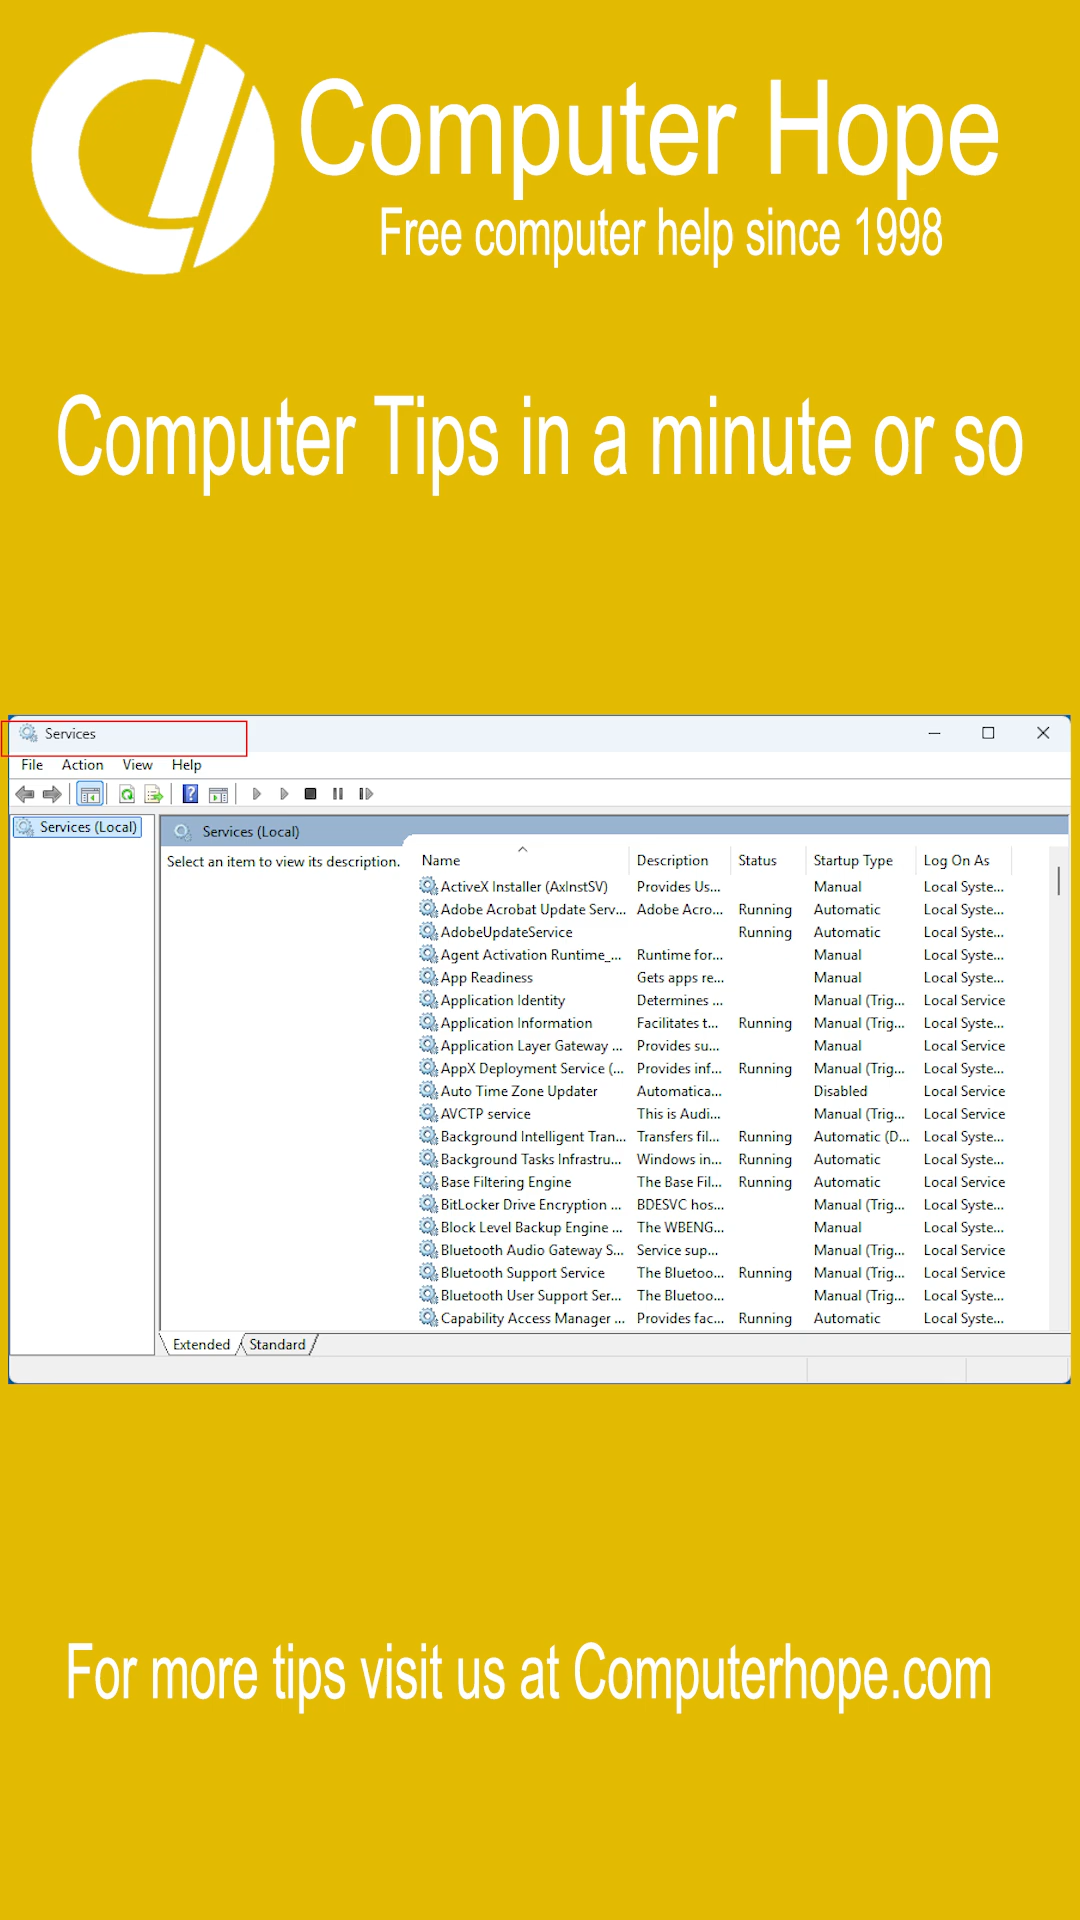 Computer Hope
Free computer help since 1998
Computer Tips in a minute or so
Services
File Action View Help
Services (Local)
Services (Local)
Select an item to view its description.
Name Description Status Startup Type Log On As
ActiveX Installer (AxInstSV) Provides Us... Manual Local Syste...
Adobe Acrobat Update Serv... Adobe Acro... Running Automatic Local Syste...
AdobeUpdateService Running Automatic Local Syste...
Agent Activation Runtime_... Runtime for... Manual Local Syste...
App Readiness Gets apps re... Manual Local Syste...
Application Identity Determines ... Manual (Trig... Local Service
Application Information Facilitates t... Running Manual (Trig... Local Syste...
Application Layer Gateway ... Provides su... Manual Local Service
AppX Deployment Service (... Provides inf... Running Manual (Trig... Local Syste...
Auto Time Zone Updater Automatica... Disabled Local Service
AVCTP service This is Audi... Manual (Trig... Local Service
Background Intelligent Tran... Transfers fil... Running Automatic (D... Local Syste...
Background Tasks Infrastru... Windows in... Running Automatic Local Syste...
Base Filtering Engine The Base Fil... Running Automatic Local Service
BitLocker Drive Encryption ... BDESVC hos... Manual (Trig... Local Syste...
Block Level Backup Engine ... The WBENG... Manual Local Syste...
Bluetooth Audio Gateway S... Service sup... Manual (Trig... Local Service
Bluetooth Support Service The Bluetoo... Running Manual (Trig... Local Service
Bluetooth User Support Ser... The Bluetoo... Manual (Trig... Local Syste...
Capability Access Manager ... Provides fac... Running Automatic Local Syste...
Extended Standard
For more tips visit us at Computerhope.com